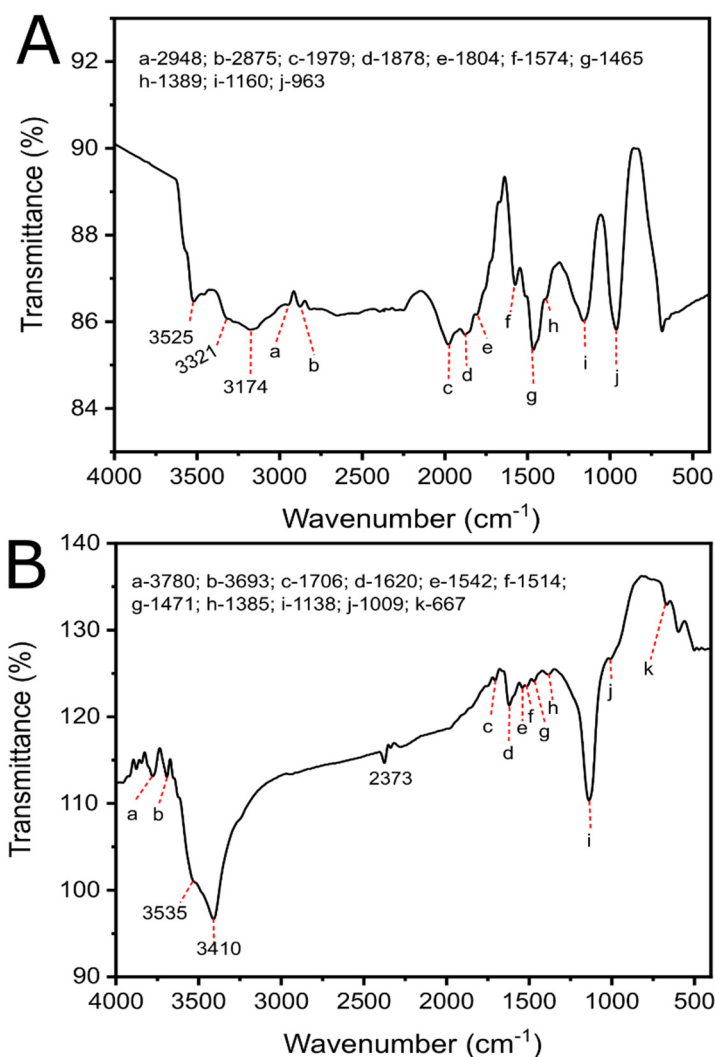 A
a-2948; b-2875; c-1979; d-1878; e-1804; f-1574; g-1465
h-1389; i-1160; j-963
Transmittance (%)
92
90
88
86
84
3525
3321
3174
a
b
c
d
e
f
g
h
i
j
4000 3500 3000 2500 2000 1500 1000 500
Wavenumber (cm-1)
B
a-3780; b-3693; c-1706; d-1620; e-1542; f-1514;
g-1471; h-1385; i-1138; j-1009; k-667
Transmittance (%)
140
130
120
110
100
90
a
b
3535
3410
2373
c
d
e
f
g
h
i
j
k
4000 3500 3000 2500 2000 1500 1000 500
Wavenumber (cm-1)